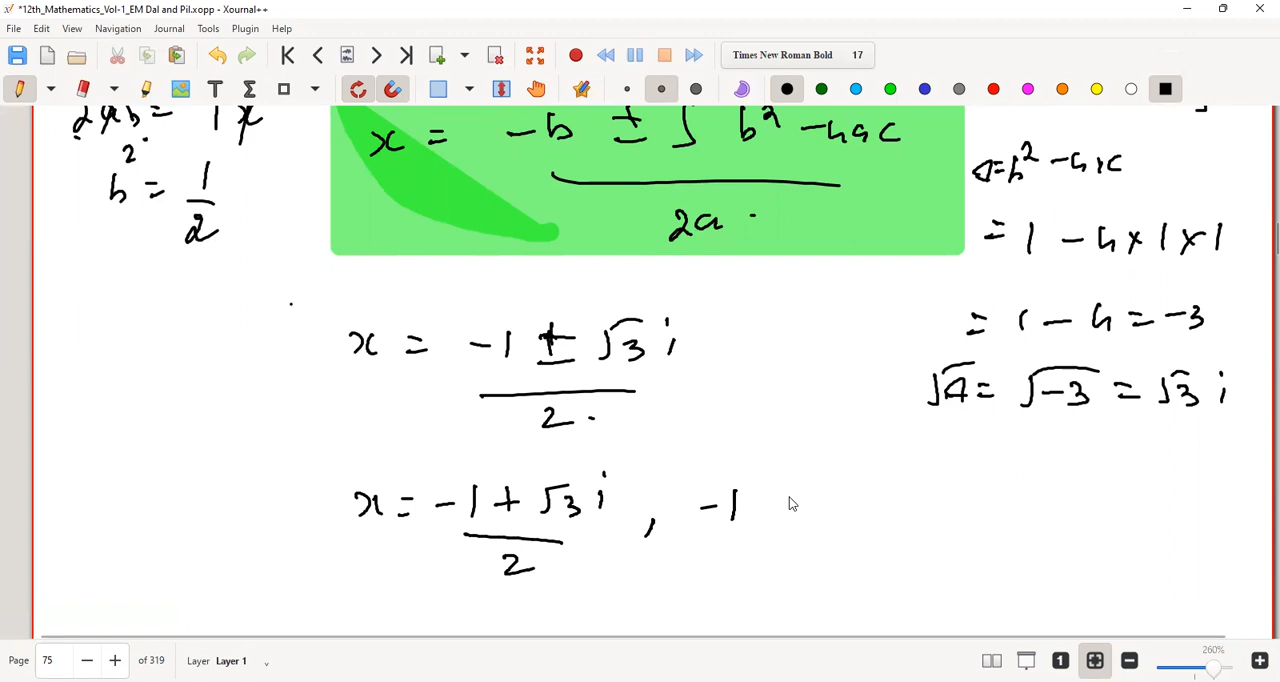 *12th_Mathematics_Vol-1_EM Dal and Pil.xopp - Xournal++
File Edit View Navigation Journal Tools Plugin Help
Times New Roman Bold 17
b = 1/2
x = (-b ± √ b² - 4ac) / 2a
Δ = b² - 4ac
= 1 - 4 × 1 × 1
= 1 - 4 = -3
√Δ = √-3 = √3 i
x = (-1 ± √3 i) / 2
x = (-1 + √3 i) / 2 , -1
Page 75 of 319 Layer Layer 1 1 260%